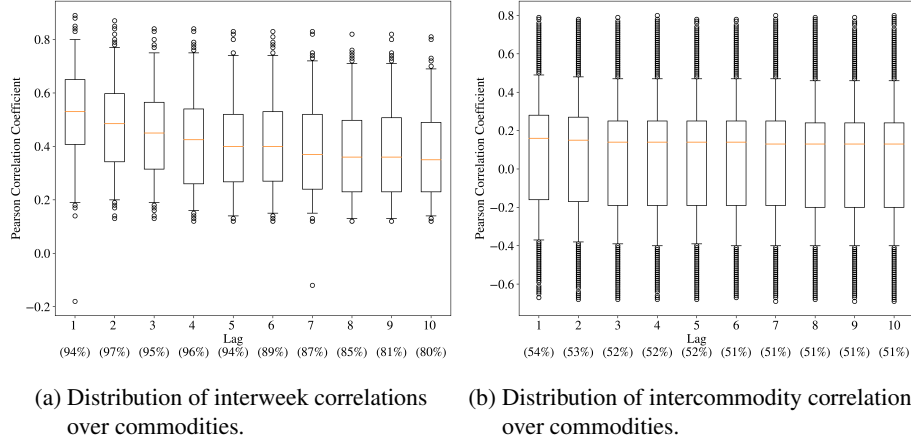 0.8
0.6
0.4
0.2
0.0
−0.2
Pearson Correlation Coefficient
1 2 3 4 5 6 7 8 9 10
Lag
(94%) (97%) (95%) (96%) (94%) (89%) (87%) (85%) (81%) (80%)
(a) Distribution of interweek correlations
over commodities.
0.8
0.6
0.4
0.2
0.0
−0.2
−0.4
−0.6
Pearson Correlation Coefficient
1 2 3 4 5 6 7 8 9 10
Lag
(54%) (53%) (52%) (52%) (52%) (51%) (51%) (51%) (51%) (51%)
(b) Distribution of intercommodity correlation
over commodities.